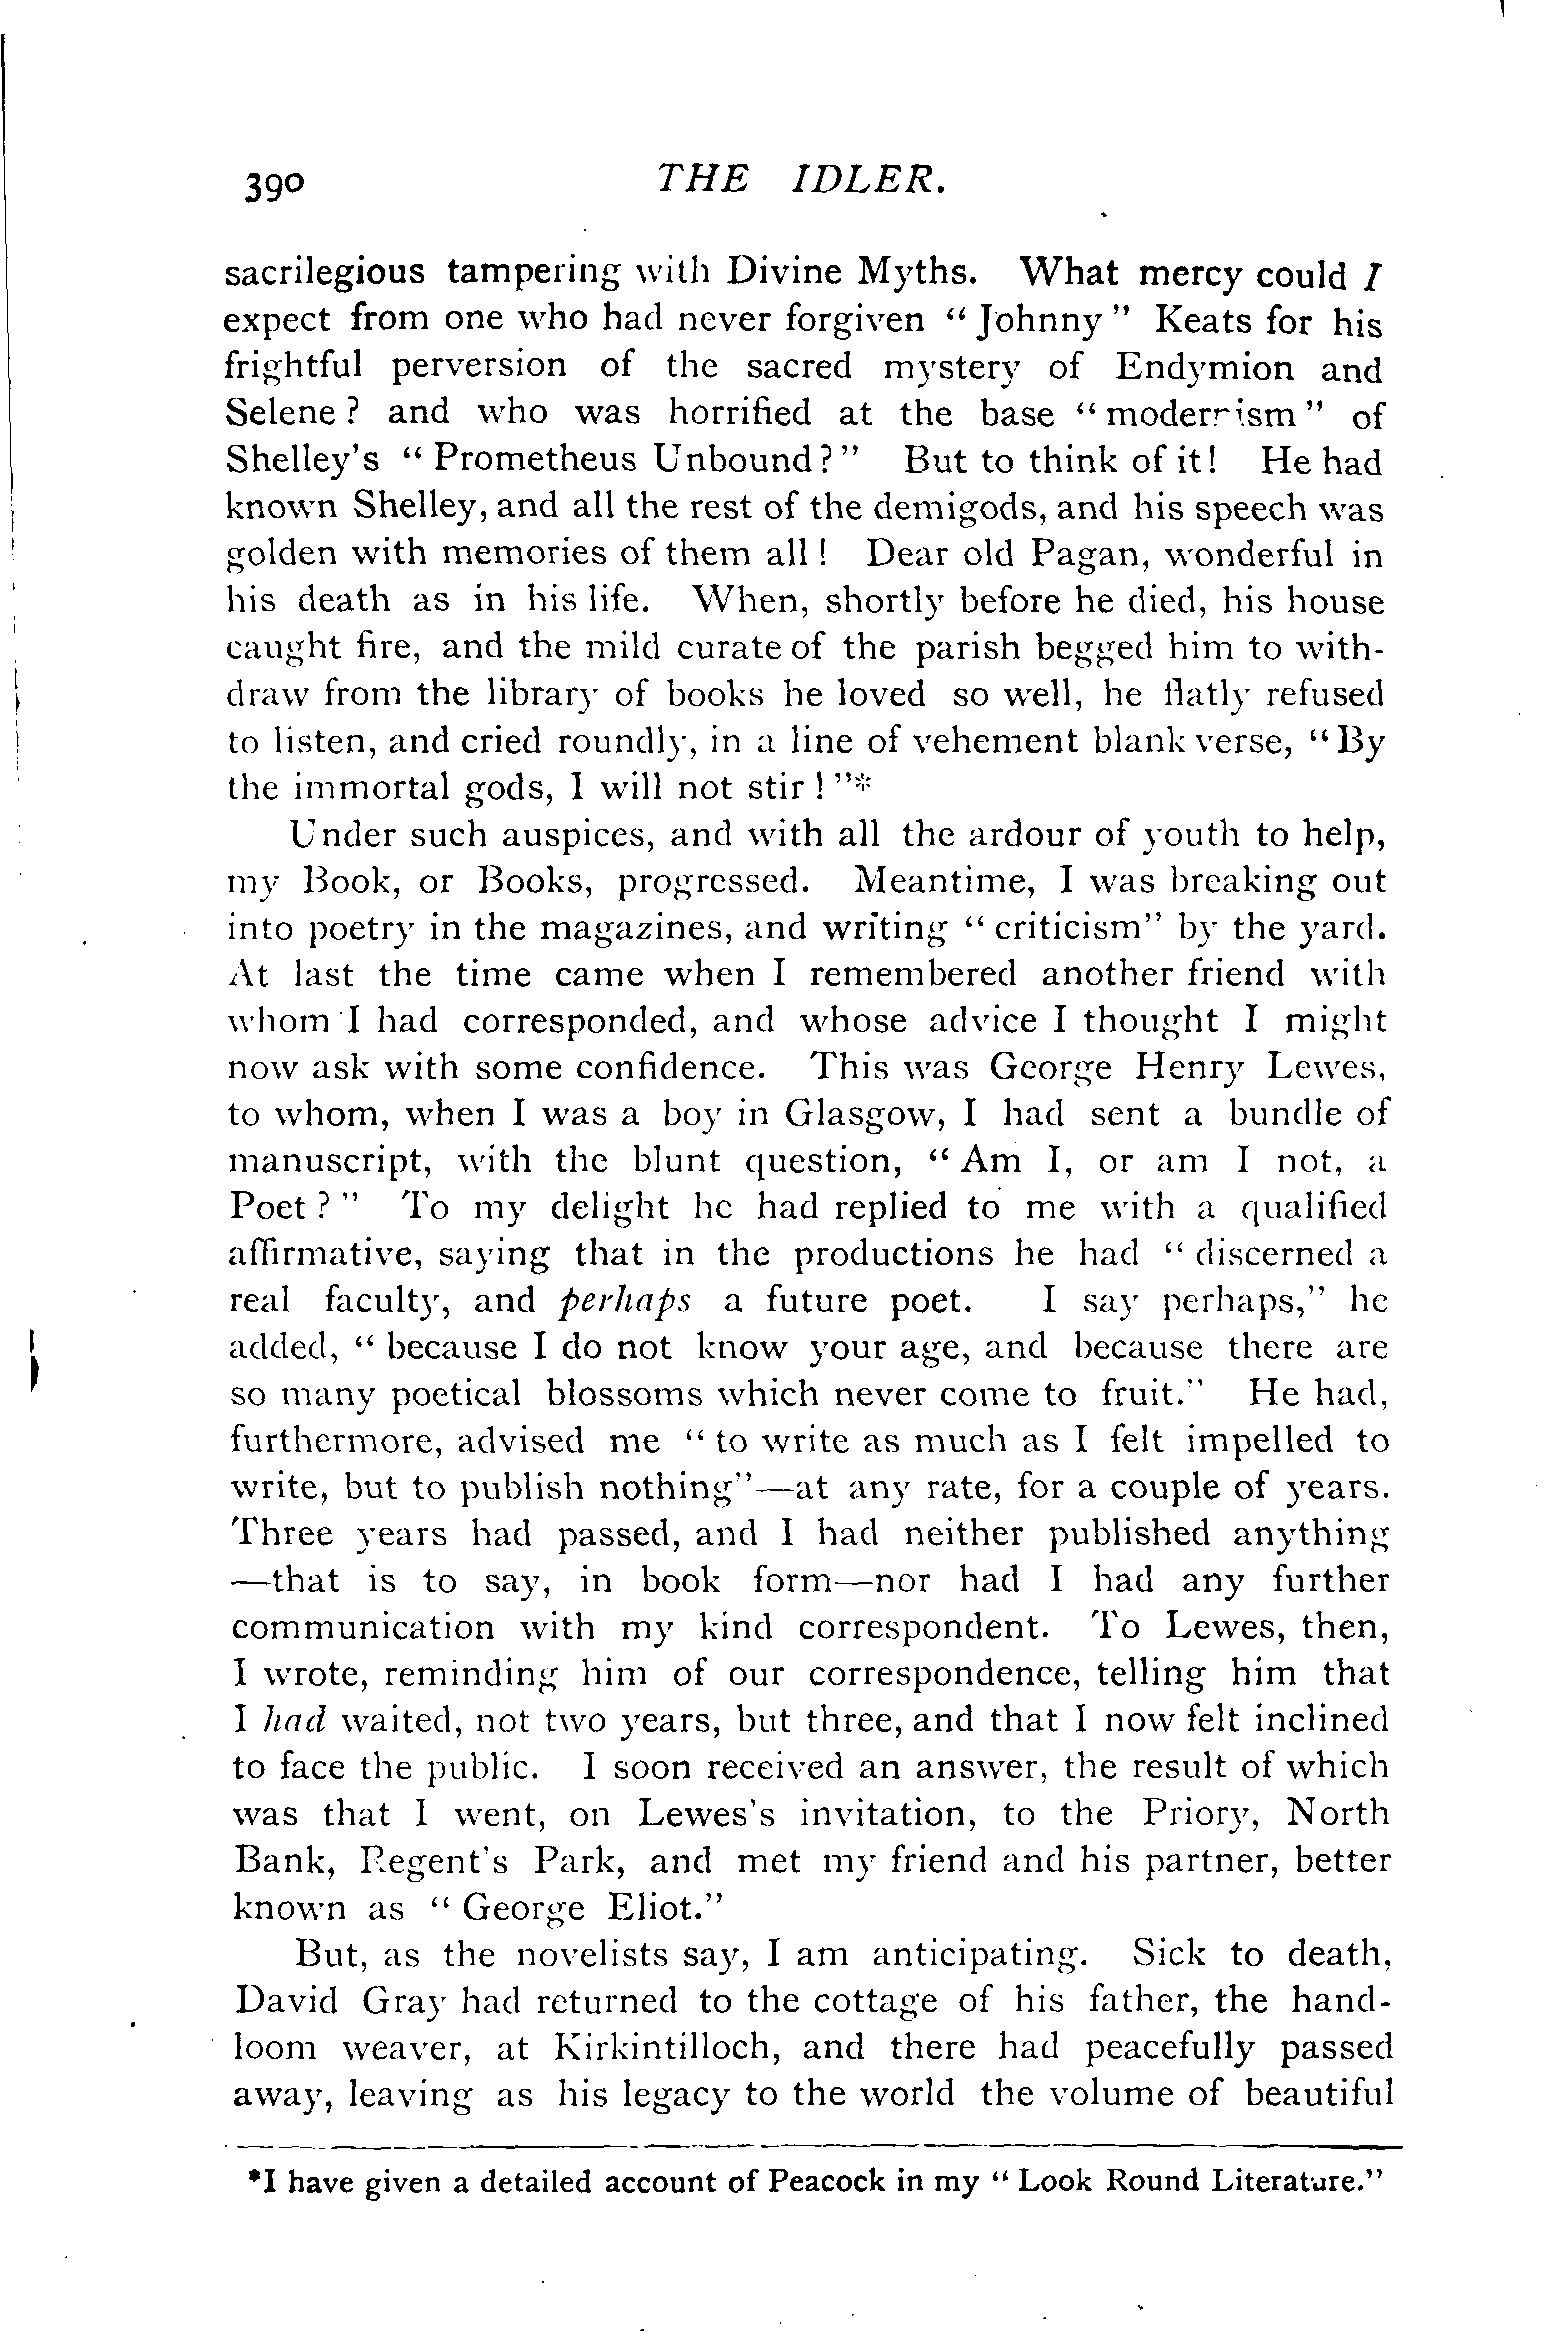 390 THE IDLER.
sacrilegious tampering with Divine Myths. What mercy could I
expect from one who had never forgiven “Johnny” Keats for his
frightful perversion of the sacred mystery of Endymion and
Selene? and who was horrified at the base “modernism” of
Shelley's “Prometheus Unbound?” But to think of it! He had
known Shelley, and all the rest of the demigods, and his speech was
golden with memories of them all! Dear old Pagan, wonderful in
his death as in his life. When, shortly before he died, his house
caught fire, and the mild curate of the parish begged him to with-
draw from the library of books he loved so well, he flatly refused
to listen, and cried roundly, in a line of vehement blank verse, “By
the immortal gods, I will not stir!”*
Under such auspices, and with all the ardour of youth to help,
my Book, or Books, progressed. Meantime, I was breaking out
into poetry in the magazines, and writing “criticism” by the yard.
At last the time came when I remembered another friend with
whom I had corresponded, and whose advice I thought I might
now ask with some confidence. This was George Henry Lewes,
to whom, when I was a boy in Glasgow, I had sent a bundle of
manuscript, with the blunt question, “Am I, or am I not, a
Poet?” To my delight he had replied to me with a qualified
affirmative, saying that in the productions he had “discerned a
real faculty, and perhaps a future poet. I say perhaps,” he
added, “because I do not know your age, and because there are
so many poetical blossoms which never come to fruit.” He had,
furthermore, advised me “to write as much as I felt impelled to
write, but to publish nothing”—at any rate, for a couple of years.
Three years had passed, and I had neither published anything
—that is to say, in book form—nor had I had any further
communication with my kind correspondent. To Lewes, then,
I wrote, reminding him of our correspondence, telling him that
I had waited, not two years, but three, and that I now felt inclined
to face the public. I soon received an answer, the result of which
was that I went, on Lewes's invitation, to the Priory, North
Bank, Regent's Park, and met my friend and his partner, better
known as “George Eliot.”
But, as the novelists say, I am anticipating. Sick to death,
David Gray had returned to the cottage of his father, the hand-
loom weaver, at Kirkintilloch, and there had peacefully passed
away, leaving as his legacy to the world the volume of beautiful
*I have given a detailed account of Peacock in my “Look Round Literature.”